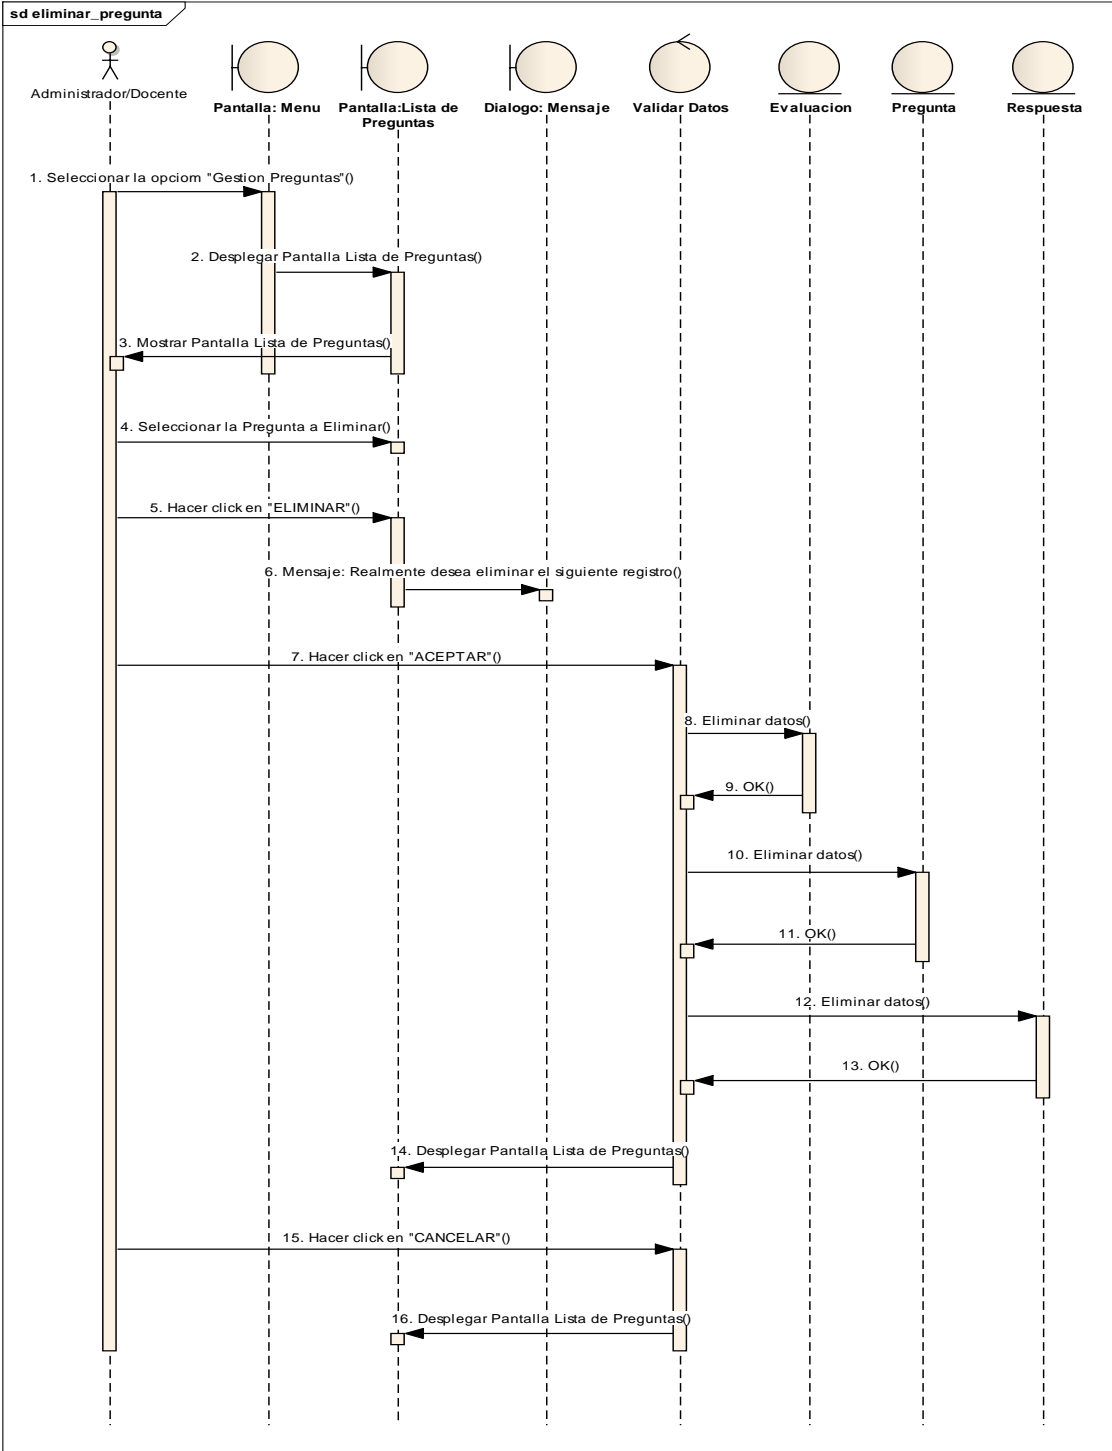 sd eliminar_pregunta
Administrador/Docente
Pantalla: Menu
Pantalla:Lista de
Preguntas
Dialogo: Mensaje
Validar Datos
Evaluacion
Pregunta
Respuesta
1. Seleccionar la opciom "Gestion Preguntas"()
2. Desplegar Pantalla Lista de Preguntas()
3. Mostrar Pantalla Lista de Preguntas()
4. Seleccionar la Pregunta a Eliminar()
5. Hacer click en "ELIMINAR"()
6. Mensaje: Realmente desea eliminar el siguiente registro()
7. Hacer click en "ACEPTAR"()
8. Eliminar datos()
9. OK()
10. Eliminar datos()
11. OK()
12. Eliminar datos()
13. OK()
14. Desplegar Pantalla Lista de Preguntas()
15. Hacer click en "CANCELAR"()
16. Desplegar Pantalla Lista de Preguntas()